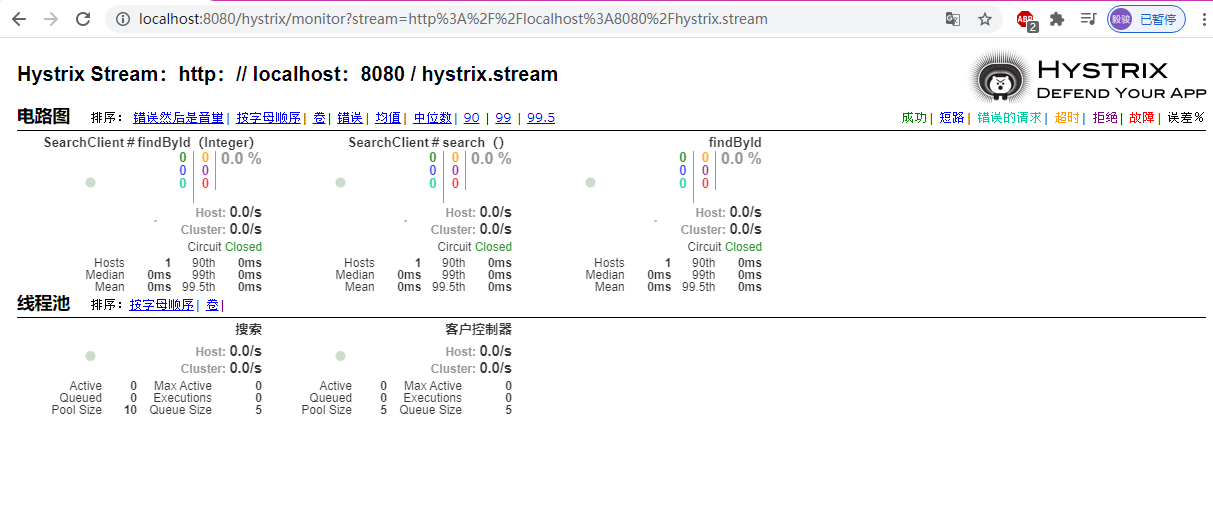 localhost:8080/hystrix/monitor?stream=http%3A%2F%2Flocalhost%3A8080%2Fhystrix.stream
ABP 2 毅骏 已暂停
Hystrix Stream：http：// localhost：8080 / hystrix.stream
HYSTRIX
DEFEND YOUR APP
电路图 排序： 错误然后是音量| 按字母顺序| 卷| 错误| 均值| 中位数| 90 | 99 | 99.5
成功| 短路| 错误的请求| 超时| 拒绝| 故障| 误差％
SearchClient＃findById（Integer） SearchClient＃search（） findById
0 0 0.0 % 0 0 0.0 % 0 0 0.0 %
0 0 0 0 0 0
0 0 0 0 0 0
Host: 0.0/s Host: 0.0/s Host: 0.0/s
Cluster: 0.0/s Cluster: 0.0/s Cluster: 0.0/s
Circuit Closed Circuit Closed Circuit Closed
Hosts 1 90th 0ms Hosts 1 90th 0ms Hosts 1 90th 0ms
Median 0ms 99th 0ms Median 0ms 99th 0ms Median 0ms 99th 0ms
Mean 0ms 99.5th 0ms Mean 0ms 99.5th 0ms Mean 0ms 99.5th 0ms
线程池 排序： 按字母顺序| 卷|
搜索 客户控制器
Host: 0.0/s Host: 0.0/s
Cluster: 0.0/s Cluster: 0.0/s
Active 0 Max Active 0 Active 0 Max Active 0
Queued 0 Executions 0 Queued 0 Executions 0
Pool Size 10 Queue Size 5 Pool Size 5 Queue Size 5